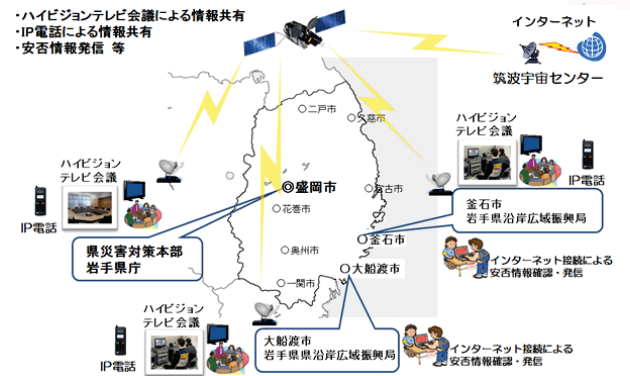 ・ハイビジョンテレビ会議による情報共有
・IP電話による情報共有
・安否情報発信 等
インターネット
筑波宇宙センター
ハイビジョン
テレビ会議
IP電話
ハイビジョン
テレビ会議
IP電話
二戸市
久慈市
◎盛岡市
宮古市
花巻市
釜石市
奥州市
大船渡市
一関市
釜石市
岩手県沿岸広域振興局
県災害対策本部
岩手県庁
インターネット接続による
安否情報確認・発信
ハイビジョン
テレビ会議
IP電話
大船渡市
岩手県県沿岸広域振興局
インターネット接続による
安否情報確認・発信